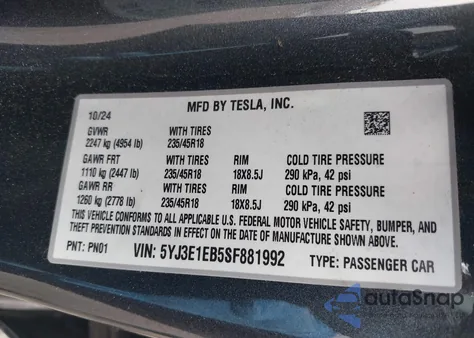 MFD BY TESLA, INC.
10/24
GVWR WITH TIRES
2247 kg (4954 lb) 235/45R18
GAWR FRT WITH TIRES RIM COLD TIRE PRESSURE
1110 kg (2447 lb) 235/45R18 18X8.5J 290 kPa, 42 psi
GAWR RR WITH TIRES RIM COLD TIRE PRESSURE
1260 kg (2778 lb) 235/45R18 18X8.5J 290 kPa, 42 psi
THIS VEHICLE CONFORMS TO ALL APPLICABLE U.S. FEDERAL MOTOR VEHICLE SAFETY, BUMPER, AND
THEFT PREVENTION STANDARDS IN EFFECT ON THE DATE OF MANUFACTURE SHOWN ABOVE.
PNT: PN01 VIN: 5YJ3E1EB5SF881992 TYPE: PASSENGER CAR
autoSnap